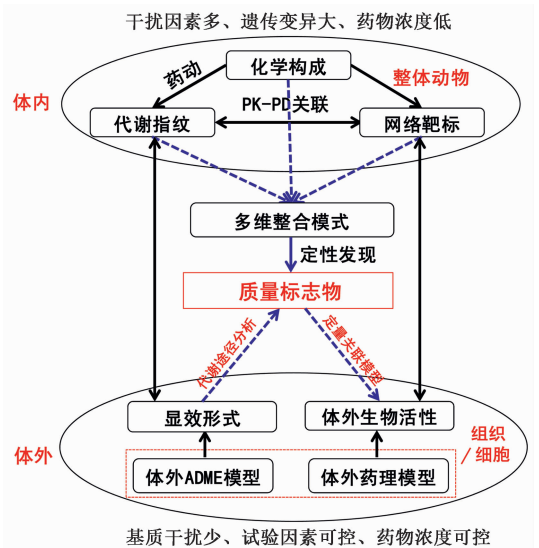 干扰因素多、遗传变异大、药物浓度低
化学构成
药动
整体动物
体内
PK-PD关联
代谢指纹
网络靶标
多维整合模式
定性发现
质量标志物
代谢途径分析
定量关联模型
显效形式
体外生物活性
体外
组织
/细胞
体外ADME模型
体外药理模型
基质干扰少、试验因素可控、药物浓度可控